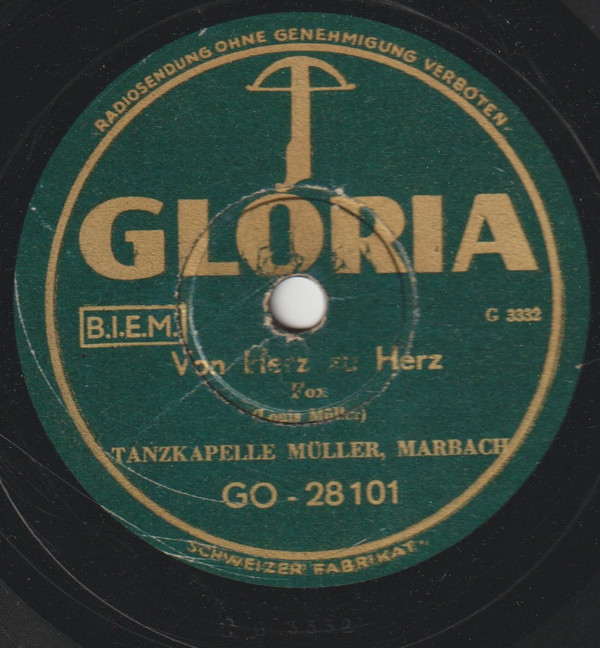 RADIOSENDUNG OHNE GENEHMIGUNG VERBOTEN
GLORIA
B.I.E.M.
G 3332
Von Herz zu Herz
Fox
(Louis Müller)
TANZKAPELLE MÜLLER, MARBACH
GO - 28101
SCHWEIZER FABRIKAT
G 3332